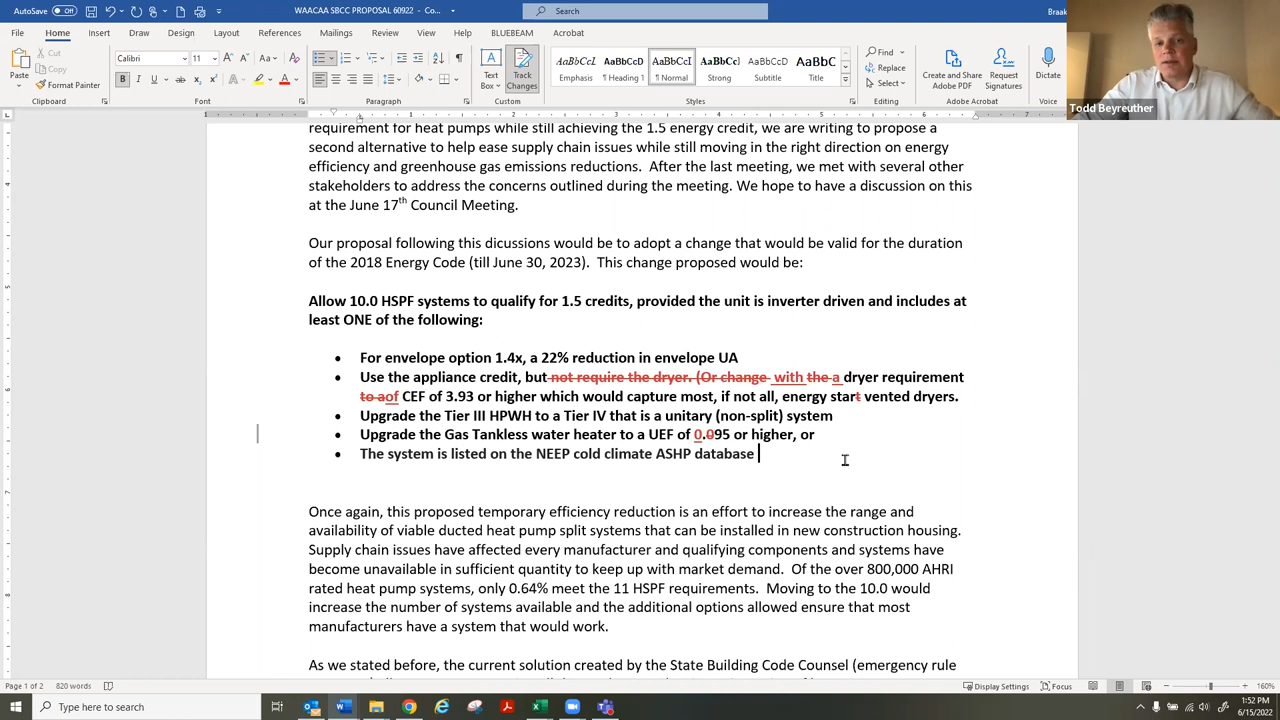 AutoSave Off WAACAA SBCC PROPOSAL 60922 - Co... Search Braak
File Home Insert Draw Design Layout References Mailings Review View Help BLUEBEAM Acrobat
Paste Cut Copy Format Painter Clipboard
Calibri 11 Font
Paragraph
Text Box Track Changes Custom
AaBbCcL Emphasis AaBbCcD ¶ Heading 1 AaBbCcL ¶ Normal AaBbCcD Strong AaBbCcD Subtitle AaBbC Title Styles
Find Replace Select Editing
Create and Share Adobe PDF Request Signatures Adobe Acrobat
Dictate Voice
Todd Beyreuther
requirement for heat pumps while still achieving the 1.5 energy credit, we are writing to propose a
second alternative to help ease supply chain issues while still moving in the right direction on energy
efficiency and greenhouse gas emissions reductions. After the last meeting, we met with several other
stakeholders to address the concerns outlined during the meeting. We hope to have a discussion on this
at the June 17th Council Meeting.
Our proposal following this dicussions would be to adopt a change that would be valid for the duration
of the 2018 Energy Code (till June 30, 2023). This change proposed would be:
Allow 10.0 HSPF systems to qualify for 1.5 credits, provided the unit is inverter driven and includes at
least ONE of the following:
• For envelope option 1.4x, a 22% reduction in envelope UA
• Use the appliance credit, but not require the dryer. (Or change with the a dryer requirement
to aof CEF of 3.93 or higher which would capture most, if not all, energy start vented dryers.
• Upgrade the Tier III HPWH to a Tier IV that is a unitary (non-split) system
• Upgrade the Gas Tankless water heater to a UEF of 0.095 or higher, or
• The system is listed on the NEEP cold climate ASHP database
Once again, this proposed temporary efficiency reduction is an effort to increase the range and
availability of viable ducted heat pump split systems that can be installed in new construction housing.
Supply chain issues have affected every manufacturer and qualifying components and systems have
become unavailable in sufficient quantity to keep up with market demand. Of the over 800,000 AHRI
rated heat pump systems, only 0.64% meet the 11 HSPF requirements. Moving to the 10.0 would
increase the number of systems available and the additional options allowed ensure that most
manufacturers have a system that would work.
As we stated before, the current solution created by the State Building Code Counsel (emergency rule
Page 1 of 2 820 words Display Settings Focus 160%
Type here to search 1:52 PM
6/15/2022